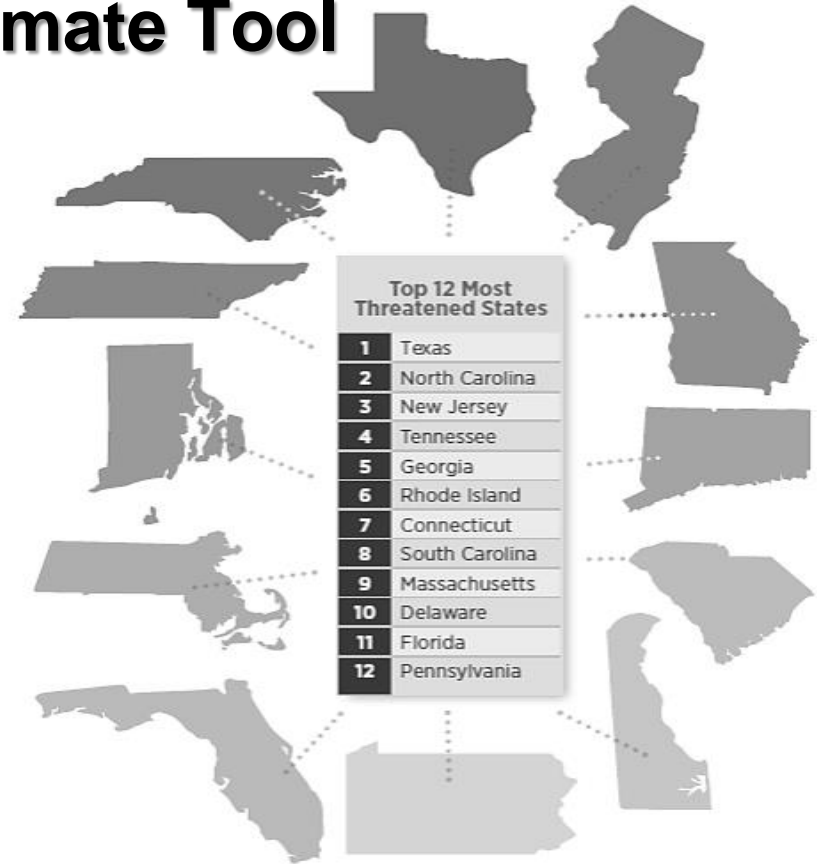 mate Tool
Top 12 Most
Threatened States
1 Texas
2 North Carolina
3 New Jersey
4 Tennessee
5 Georgia
6 Rhode Island
7 Connecticut
8 South Carolina
9 Massachusetts
10 Delaware
11 Florida
12 Pennsylvania